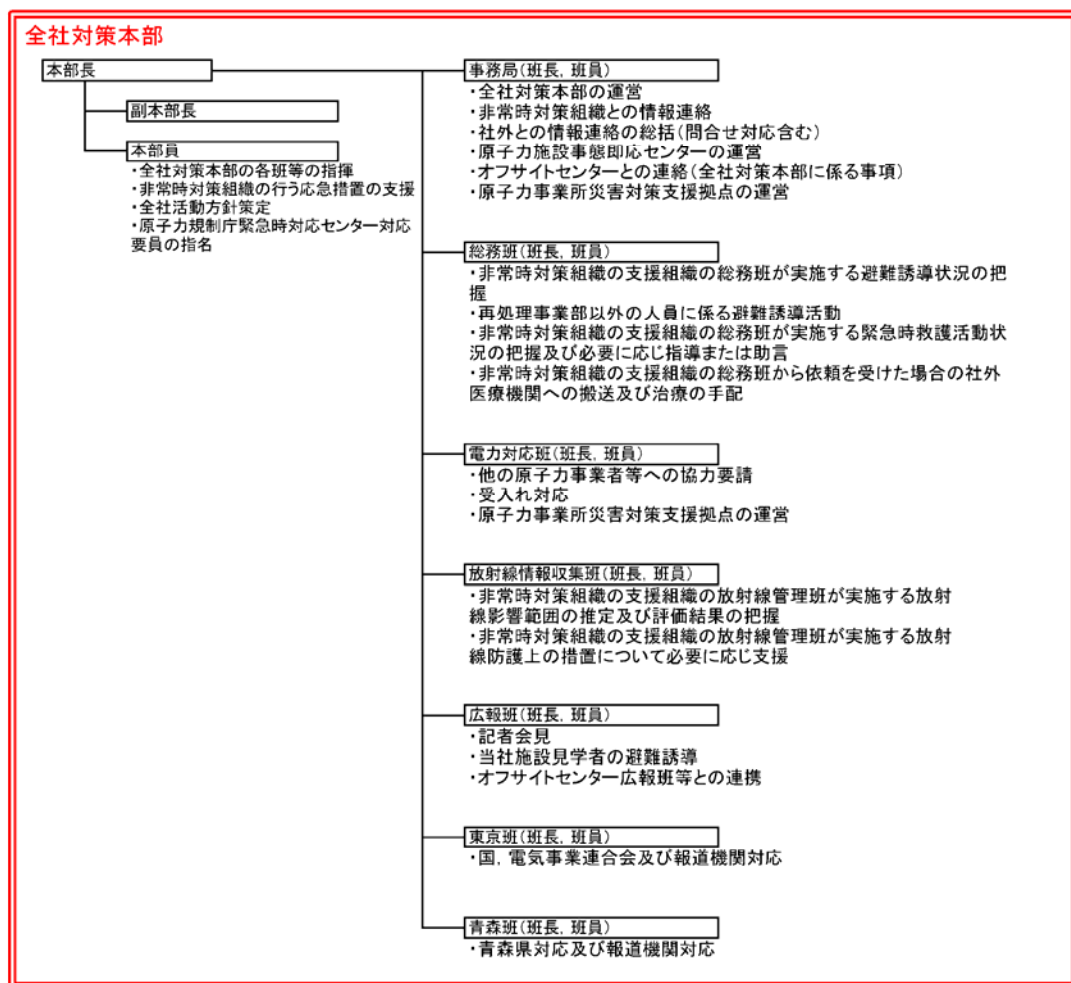 全社対策本部
本部長
副本部長
本部員
・全社対策本部の各班等の指揮
・非常時対策組織の行う応急措置の支援
・全社活動方針策定
・原子力規制庁緊急時対応センター対応
要員の指名
事務局(班長, 班員)
・全社対策本部の運営
・非常時対策組織との情報連絡
・社外との情報連絡の総括(問合せ対応含む)
・原子力施設事態即応センターの運営
・オフサイトセンターとの連絡(全社対策本部に係る事項)
・原子力事業所災害対策支援拠点の運営
総務班(班長, 班員)
・非常時対策組織の支援組織の総務班が実施する避難誘導状況の把
握
・再処理事業部以外の人員に係る避難誘導活動
・非常時対策組織の支援組織の総務班が実施する緊急時救護活動状
況の把握及び必要に応じ指導または助言
・非常時対策組織の支援組織の総務班から依頼を受けた場合の社外
医療機関への搬送及び治療の手配
電力対応班(班長, 班員)
・他の原子力事業者等への協力要請
・受入れ対応
・原子力事業所災害対策支援拠点の運営
放射線情報収集班(班長, 班員)
・非常時対策組織の支援組織の放射線管理班が実施する放射
線影響範囲の推定及び評価結果の把握
・非常時対策組織の支援組織の放射線管理班が実施する放射
線防護上の措置について必要に応じ支援
広報班(班長, 班員)
・記者会見
・当社施設見学者の避難誘導
・オフサイトセンター広報班等との連携
東京班(班長, 班員)
・国, 電気事業連合会及び報道機関対応
青森班(班長, 班員)
・青森県対応及び報道機関対応